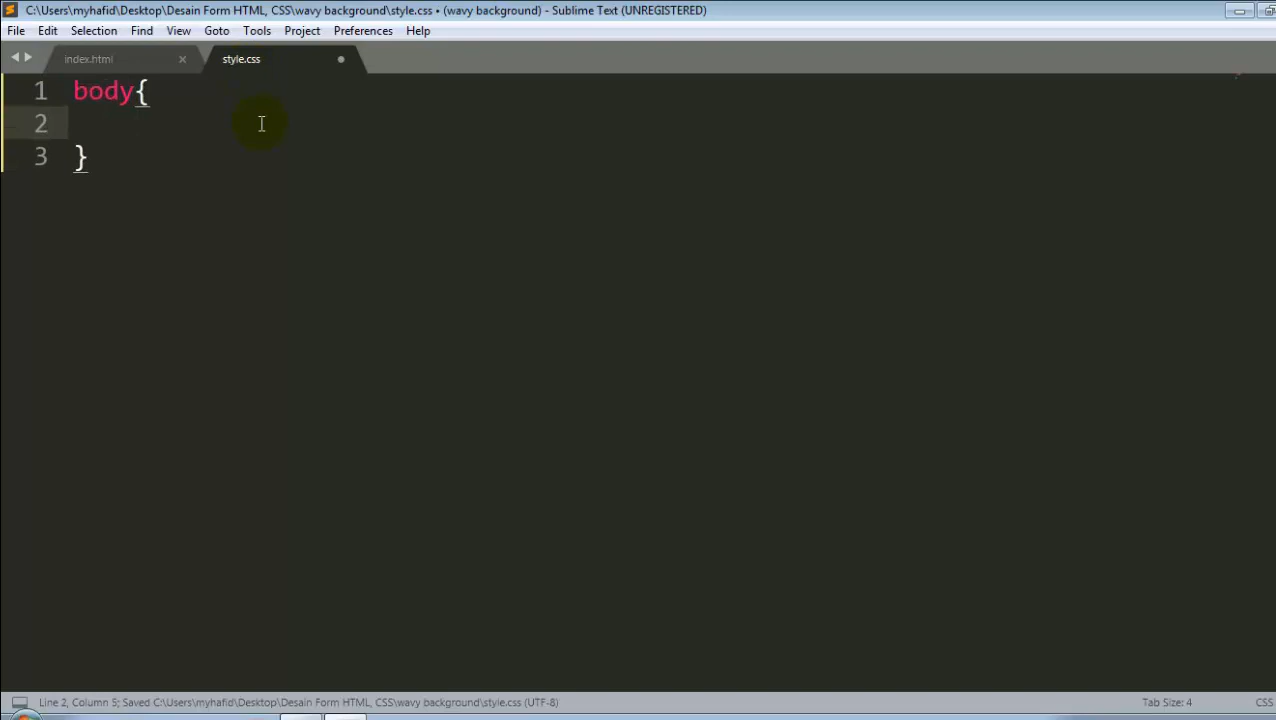 C:\Users\myhafid\Desktop\Desain Form HTML, CSS\wavy background\style.css • (wavy background) - Sublime Text (UNREGISTERED)
File Edit Selection Find View Goto Tools Project Preferences Help
index.html × style.css
1 body{
2
3 }
Line 2, Column 5; Saved C:\Users\myhafid\Desktop\Desain Form HTML, CSS\wavy background\style.css (UTF-8) Tab Size: 4 CSS